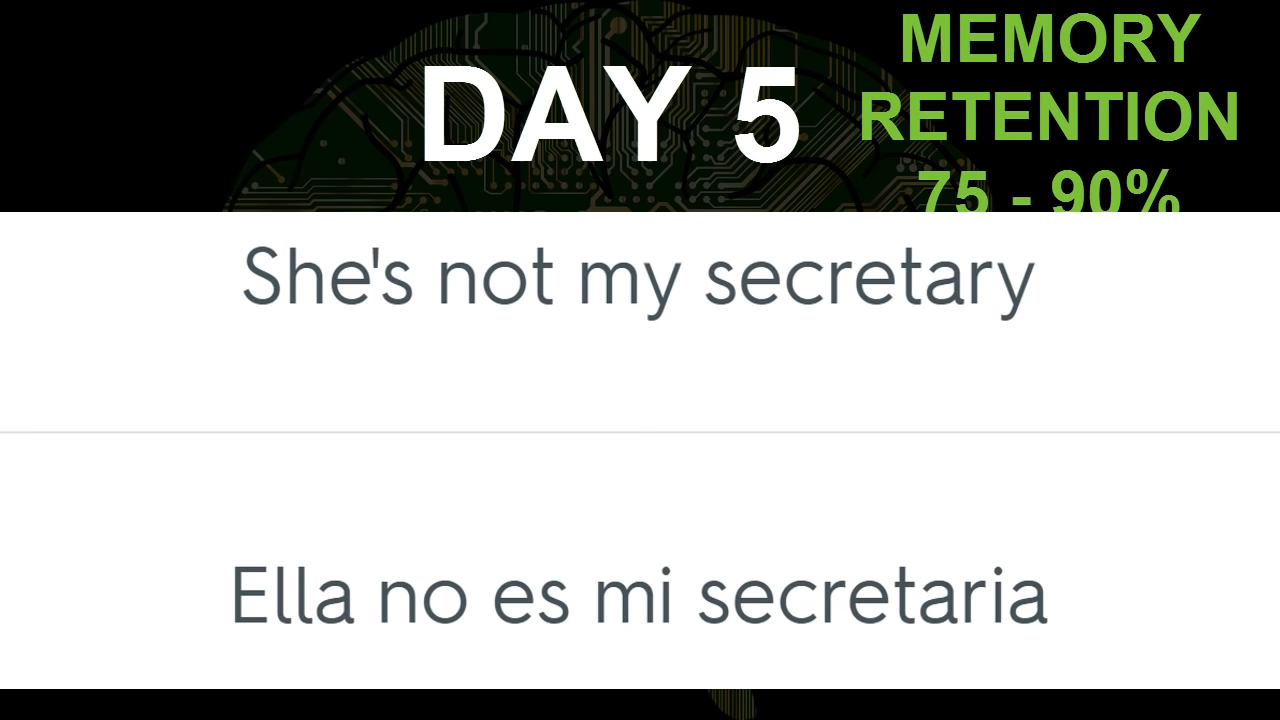 DAY 5
MEMORY
RETENTION
75 - 90%
She's not my secretary
Ella no es mi secretaria